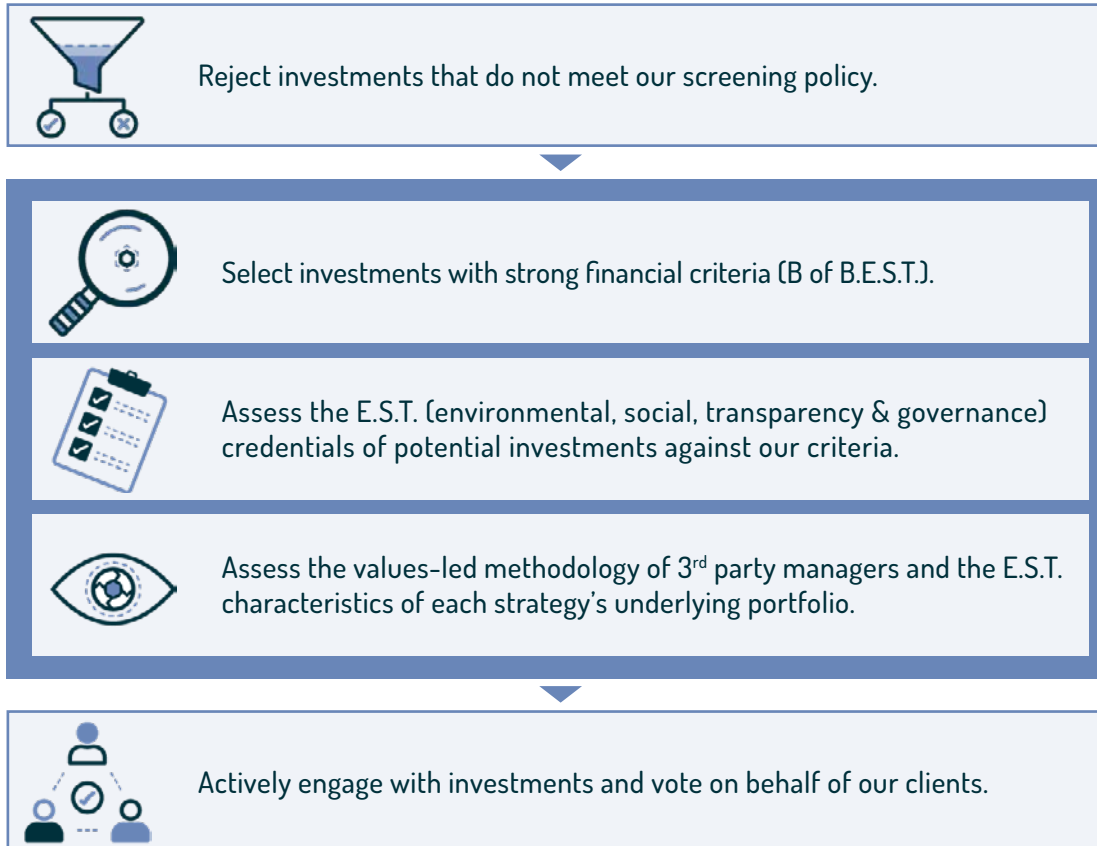 Reject investments that do not meet our screening policy.
Select investments with strong financial criteria (B of B.E.S.T.).
Assess the E.S.T. (environmental, social, transparency & governance)
credentials of potential investments against our criteria.
Assess the values-led methodology of 3rd party managers and the E.S.T.
characteristics of each strategy's underlying portfolio.
Actively engage with investments and vote on behalf of our clients.